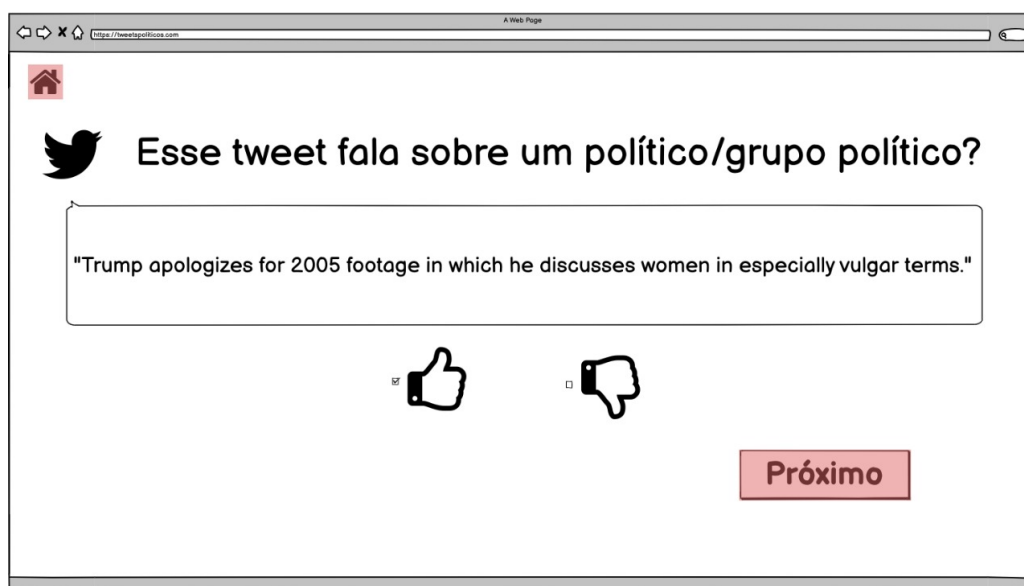 A Web Page
https://tweetspoliticos.com
Esse tweet fala sobre um político/grupo político?
"Trump apologizes for 2005 footage in which he discusses women in especially vulgar terms."
Próximo